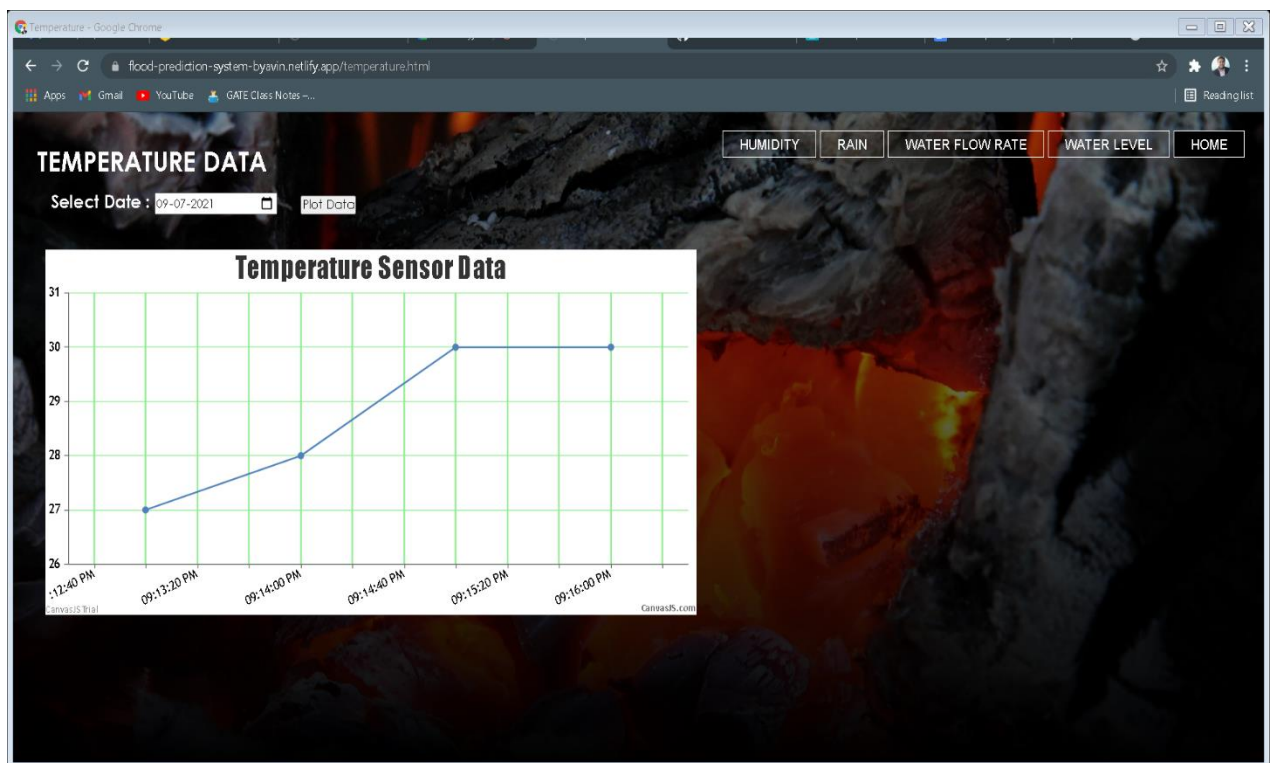 Temperature - Google Chrome
flood-prediction-system-byavin.netlify.app/temperature.html
Apps Gmail YouTube GATE Class Notes –... Reading list
HUMIDITY RAIN WATER FLOW RATE WATER LEVEL HOME
TEMPERATURE DATA
Select Date : 09-07-2021 Plot Data
Temperature Sensor Data
31
30
29
28
27
26
:12:40 PM 09:13:20 PM 09:14:00 PM 09:14:40 PM 09:15:20 PM 09:16:00 PM
CanvasJS Trial CanvasJS.com